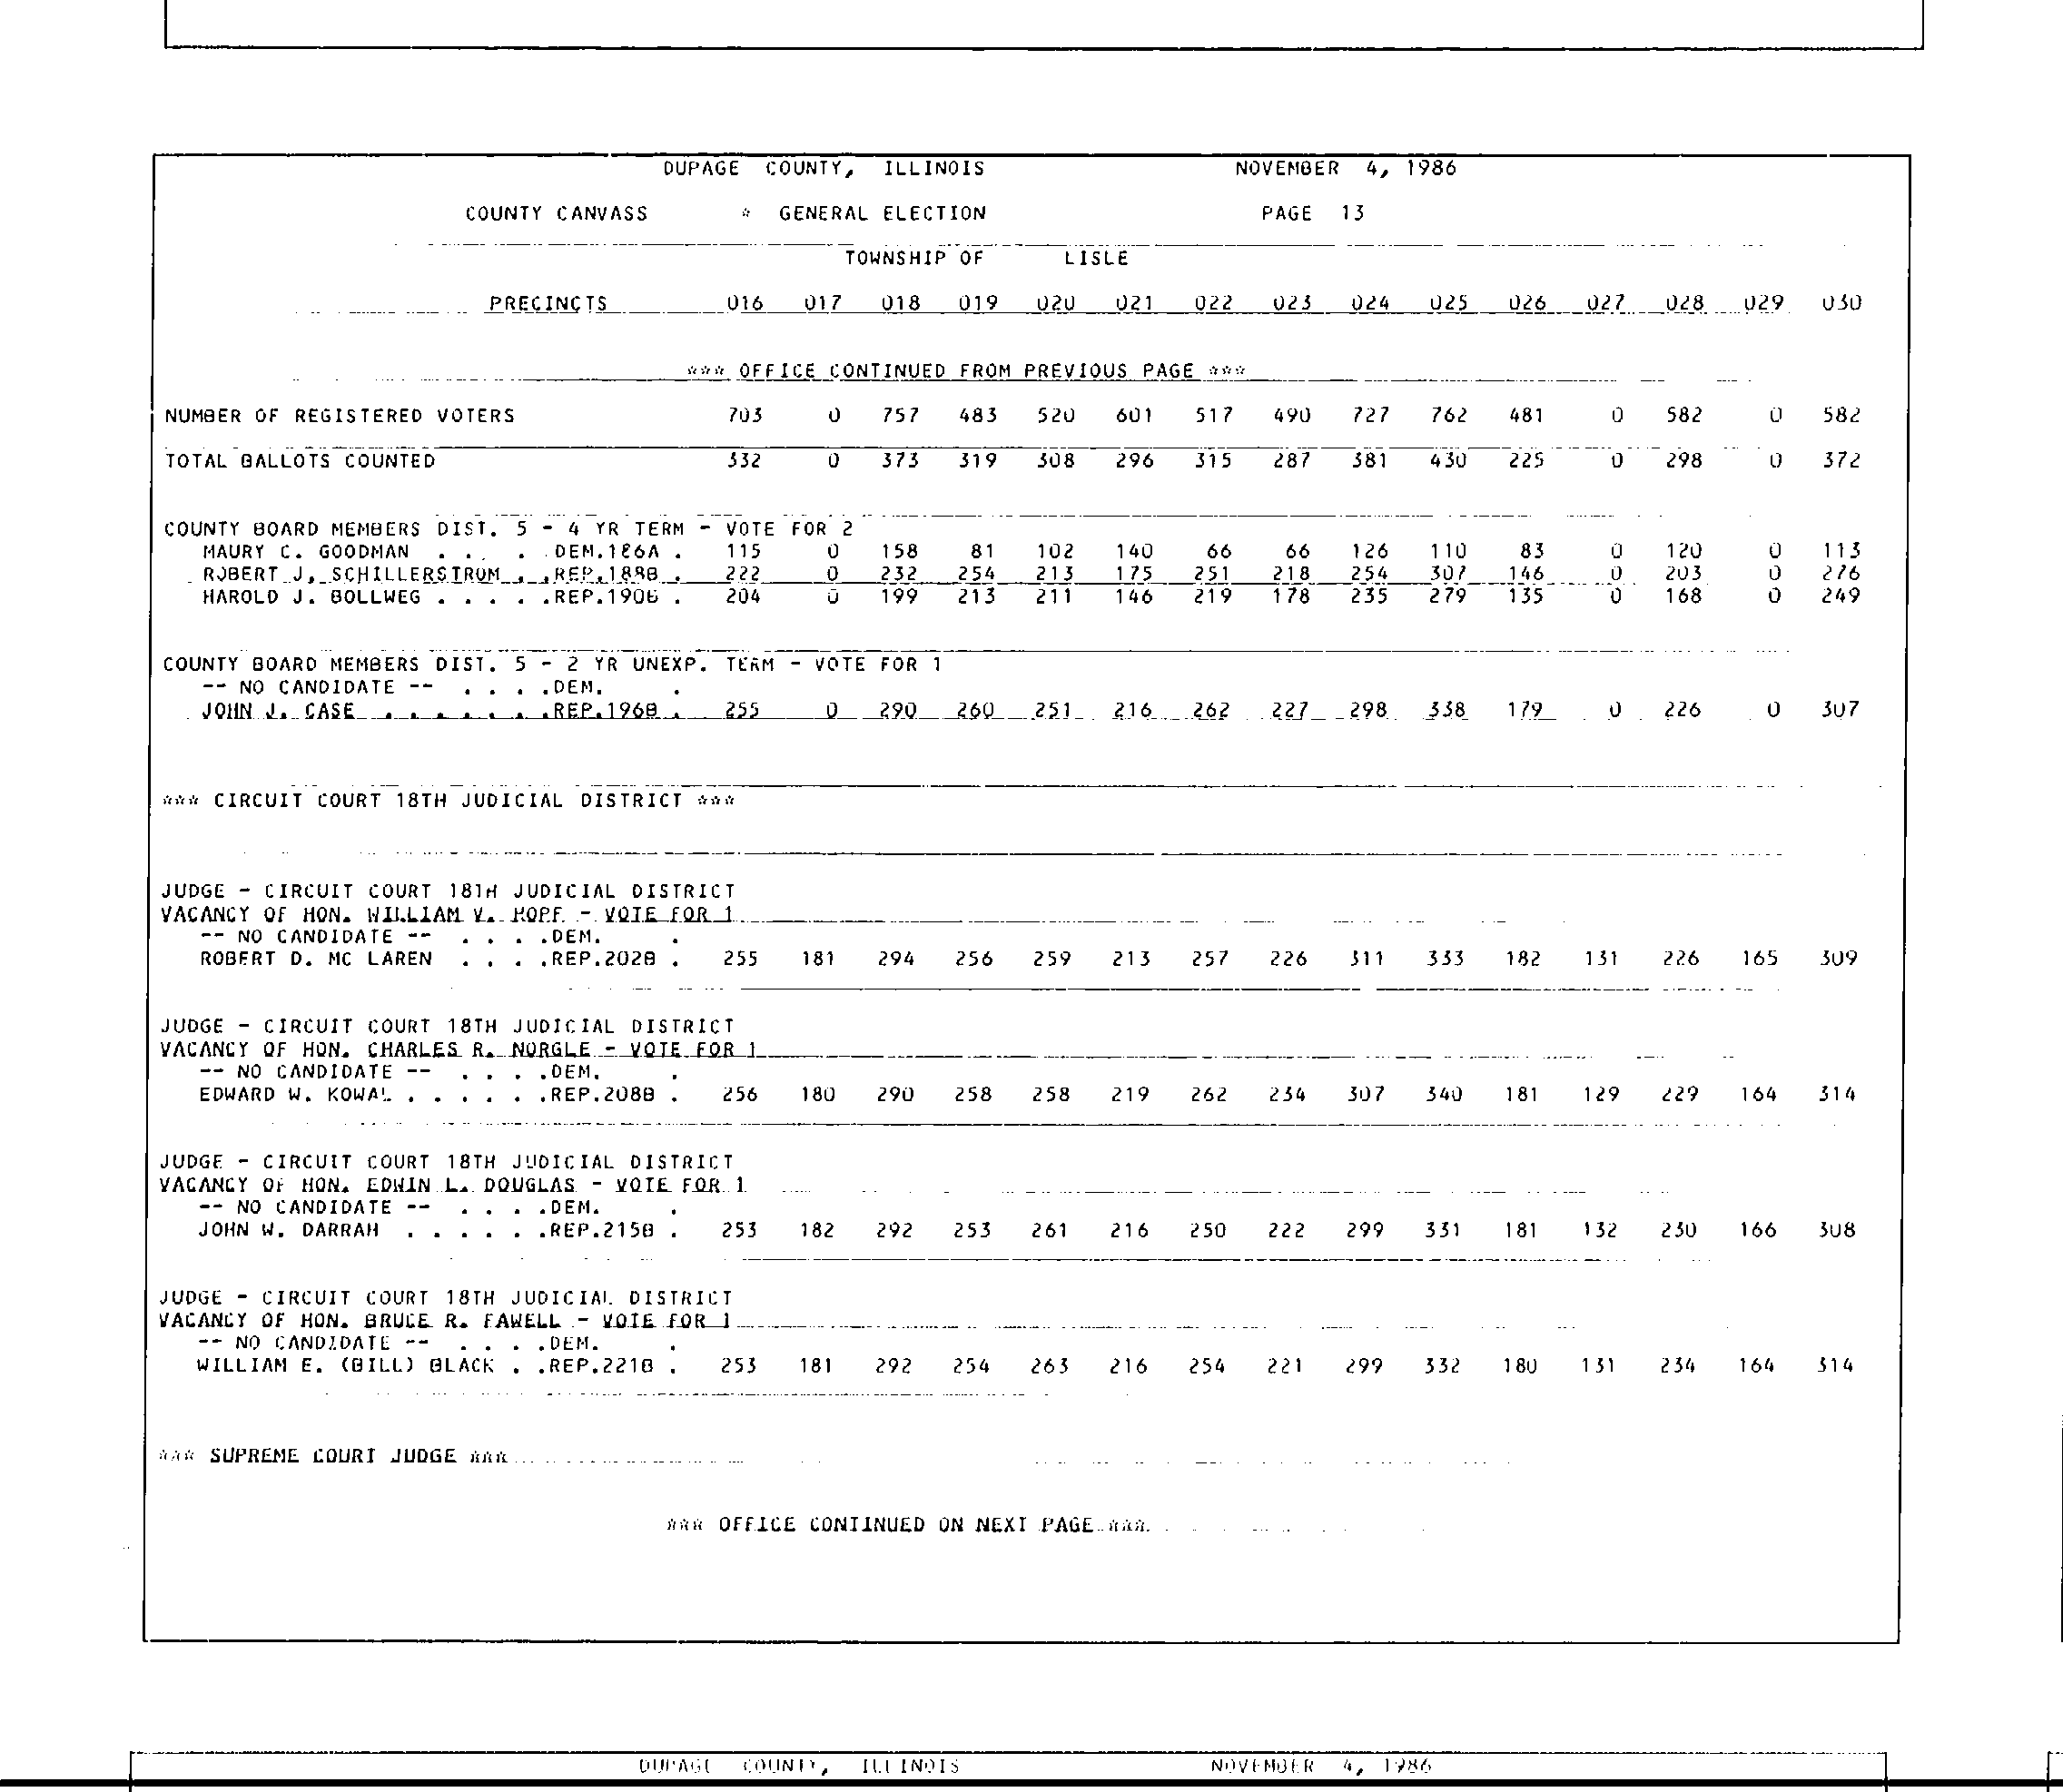 DUPAGE COUNTY, ILLINOIS NOVEMBER 4, 1986
COUNTY CANVASS * GENERAL ELECTION PAGE 13
TOWNSHIP OF LISLE
PRECINCTS 016 017 018 019 020 021 022 023 024 025 026 027 028 029 030
*** OFFICE CONTINUED FROM PREVIOUS PAGE ***
NUMBER OF REGISTERED VOTERS 703 0 757 483 520 601 517 490 727 762 481 0 582 0 582
TOTAL BALLOTS COUNTED 332 0 373 319 308 296 315 287 381 430 225 0 298 0 372
COUNTY BOARD MEMBERS DIST. 5 - 4 YR TERM - VOTE FOR 2
MAURY C. GOODMAN . . . . DEM.186A . 115 0 158 81 102 140 66 66 126 110 83 0 120 0 113
ROBERT J. SCHILLERSTROM . .REP.188B . 222 0 232 254 213 175 251 218 254 307 146 0 203 0 276
HAROLD J. BOLLWEG . . . . .REP.190B . 204 0 199 213 211 146 219 178 235 279 135 0 168 0 249
COUNTY BOARD MEMBERS DIST. 5 - 2 YR UNEXP. TERM - VOTE FOR 1
-- NO CANDIDATE -- . . . .DEM. .
JOHN J. CASE . . . . . . .REP.196B . 255 0 290 260 251 216 262 227 298 338 179 0 226 0 307
*** CIRCUIT COURT 18TH JUDICIAL DISTRICT ***
JUDGE - CIRCUIT COURT 18TH JUDICIAL DISTRICT
VACANCY OF HON. WILLIAM V. HOPF - VOTE FOR 1
-- NO CANDIDATE -- . . . .DEM. .
ROBERT D. MC LAREN . . . .REP.202B . 255 181 294 256 259 213 257 226 311 333 182 131 226 165 309
JUDGE - CIRCUIT COURT 18TH JUDICIAL DISTRICT
VACANCY OF HON. CHARLES R. NORGLE - VOTE FOR 1
-- NO CANDIDATE -- . . . .DEM. .
EDWARD W. KOWAL . . . . . .REP.208B . 256 180 290 258 258 219 262 234 307 340 181 129 229 164 314
JUDGE - CIRCUIT COURT 18TH JUDICIAL DISTRICT
VACANCY OF HON. EDWIN L. DOUGLAS - VOTE FOR 1
-- NO CANDIDATE -- . . . .DEM. .
JOHN W. DARRAH . . . . . .REP.215B . 253 182 292 253 261 216 250 222 299 331 181 132 230 166 308
JUDGE - CIRCUIT COURT 18TH JUDICIAL DISTRICT
VACANCY OF HON. BRUCE R. FAWELL - VOTE FOR 1
-- NO CANDIDATE -- . . . .DEM. .
WILLIAM E. (BILL) BLACK . .REP.221B . 253 181 292 254 263 216 254 221 299 332 180 131 234 164 314
*** SUPREME COURT JUDGE ***
*** OFFICE CONTINUED ON NEXT PAGE ***
DUPAGE COUNTY, ILLINOIS NOVEMBER 4, 1986